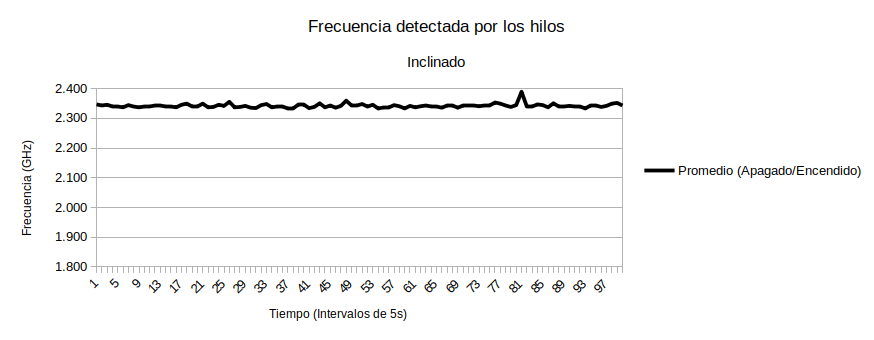 Frecuencia detectada por los hilos
Inclinado
2.400
2.300
2.200
2.100
2.000
1.900
1.800
Frecuencia (GHz)
1 5 9 13 17 21 25 29 33 37 41 45 49 53 57 61 65 69 73 77 81 85 89 93 97
Tiempo (Intervalos de 5s)
Promedio (Apagado/Encendido)